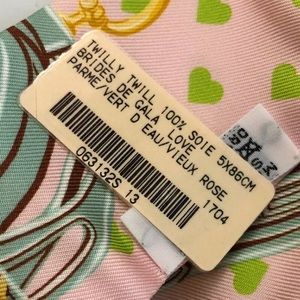 TWILLY TWILL 100% SOIE 5X86CM
BRIDES DE GALA LOVE
PARME/VERT D EAU/VIEUX ROSE
1704
063132S 13